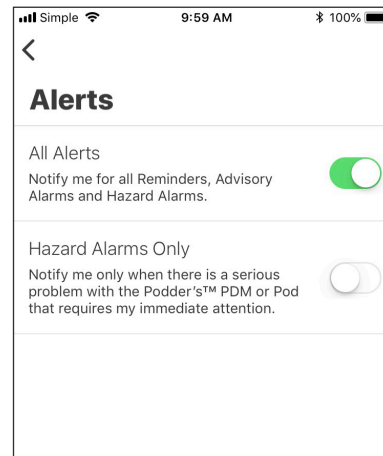 Simple 9:59 AM 100%
Alerts
All Alerts
Notify me for all Reminders, Advisory
Alarms and Hazard Alarms.
Hazard Alarms Only
Notify me only when there is a serious
problem with the Podder’s™ PDM or Pod
that requires my immediate attention.